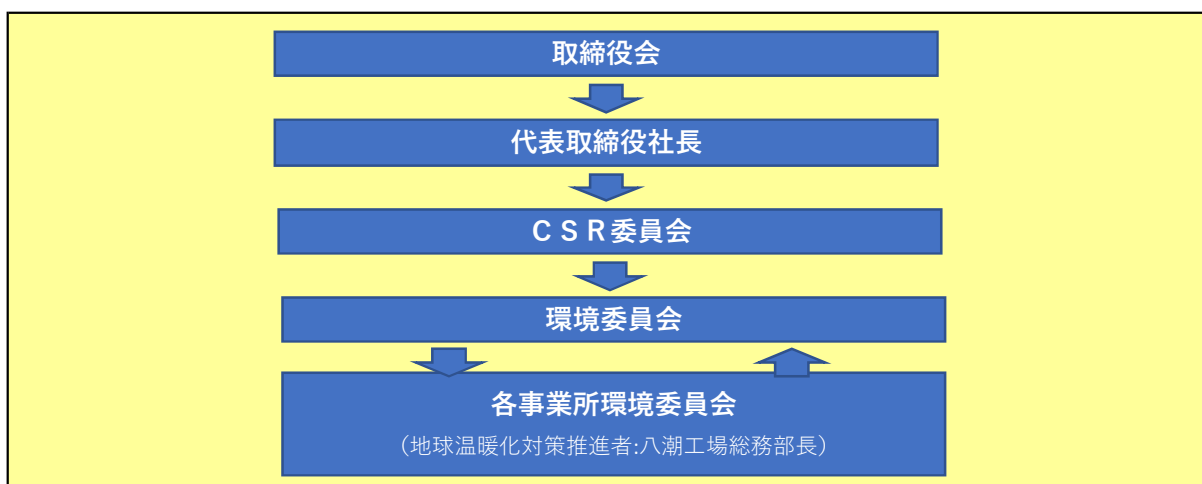 取締役会
代表取締役社長
ＣＳＲ委員会
環境委員会
各事業所環境委員会
（地球温暖化対策推進者:八潮工場総務部長）